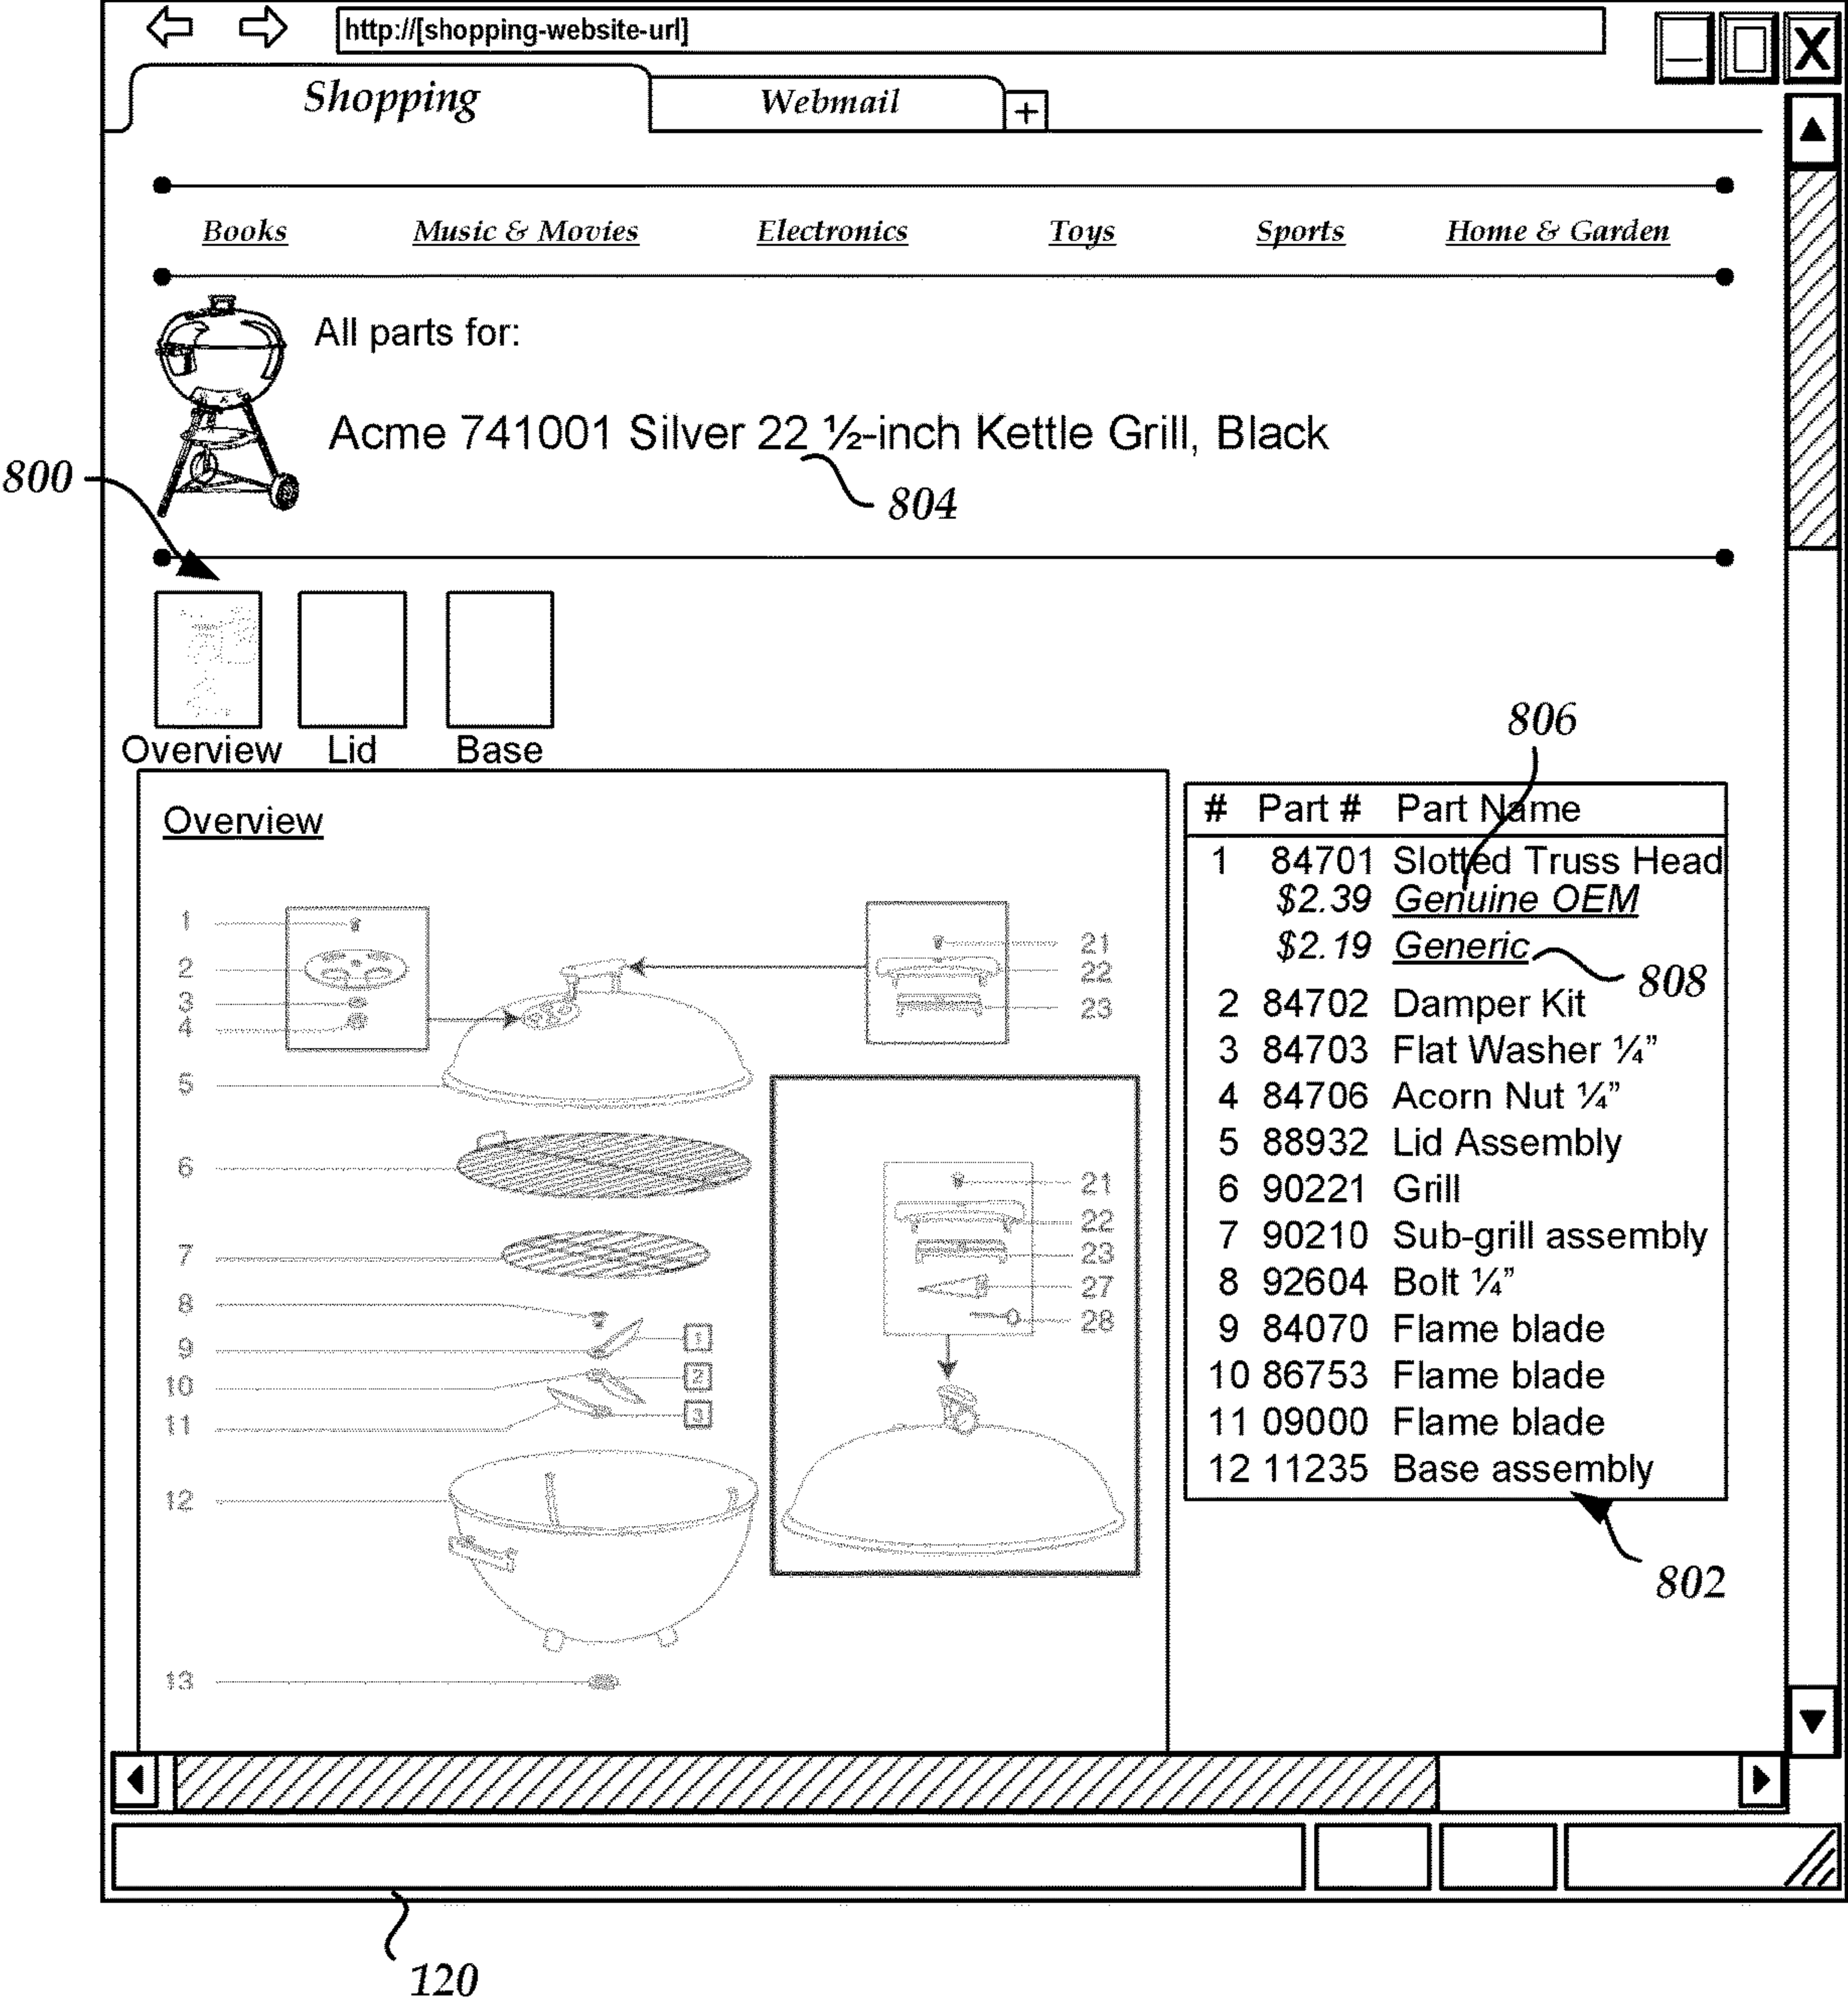 http://[shopping-website-url]
Shopping
Webmail
+
X
Books Music & Movies Electronics Toys Sports Home & Garden
All parts for:
Acme 741001 Silver 22 ½-inch Kettle Grill, Black
800
804
Overview Lid Base
806
Overview
1
2
3
4
5
6
7
8
9
10
11
12
13
21
22
23
1
2
3
21
22
23
27
28
# Part # Part Name
1 84701 Slotted Truss Head
$2.39 Genuine OEM
$2.19 Generic
808
2 84702 Damper Kit
3 84703 Flat Washer ¼”
4 84706 Acorn Nut ¼”
5 88932 Lid Assembly
6 90221 Grill
7 90210 Sub-grill assembly
8 92604 Bolt ¼”
9 84070 Flame blade
10 86753 Flame blade
11 09000 Flame blade
12 11235 Base assembly
802
120